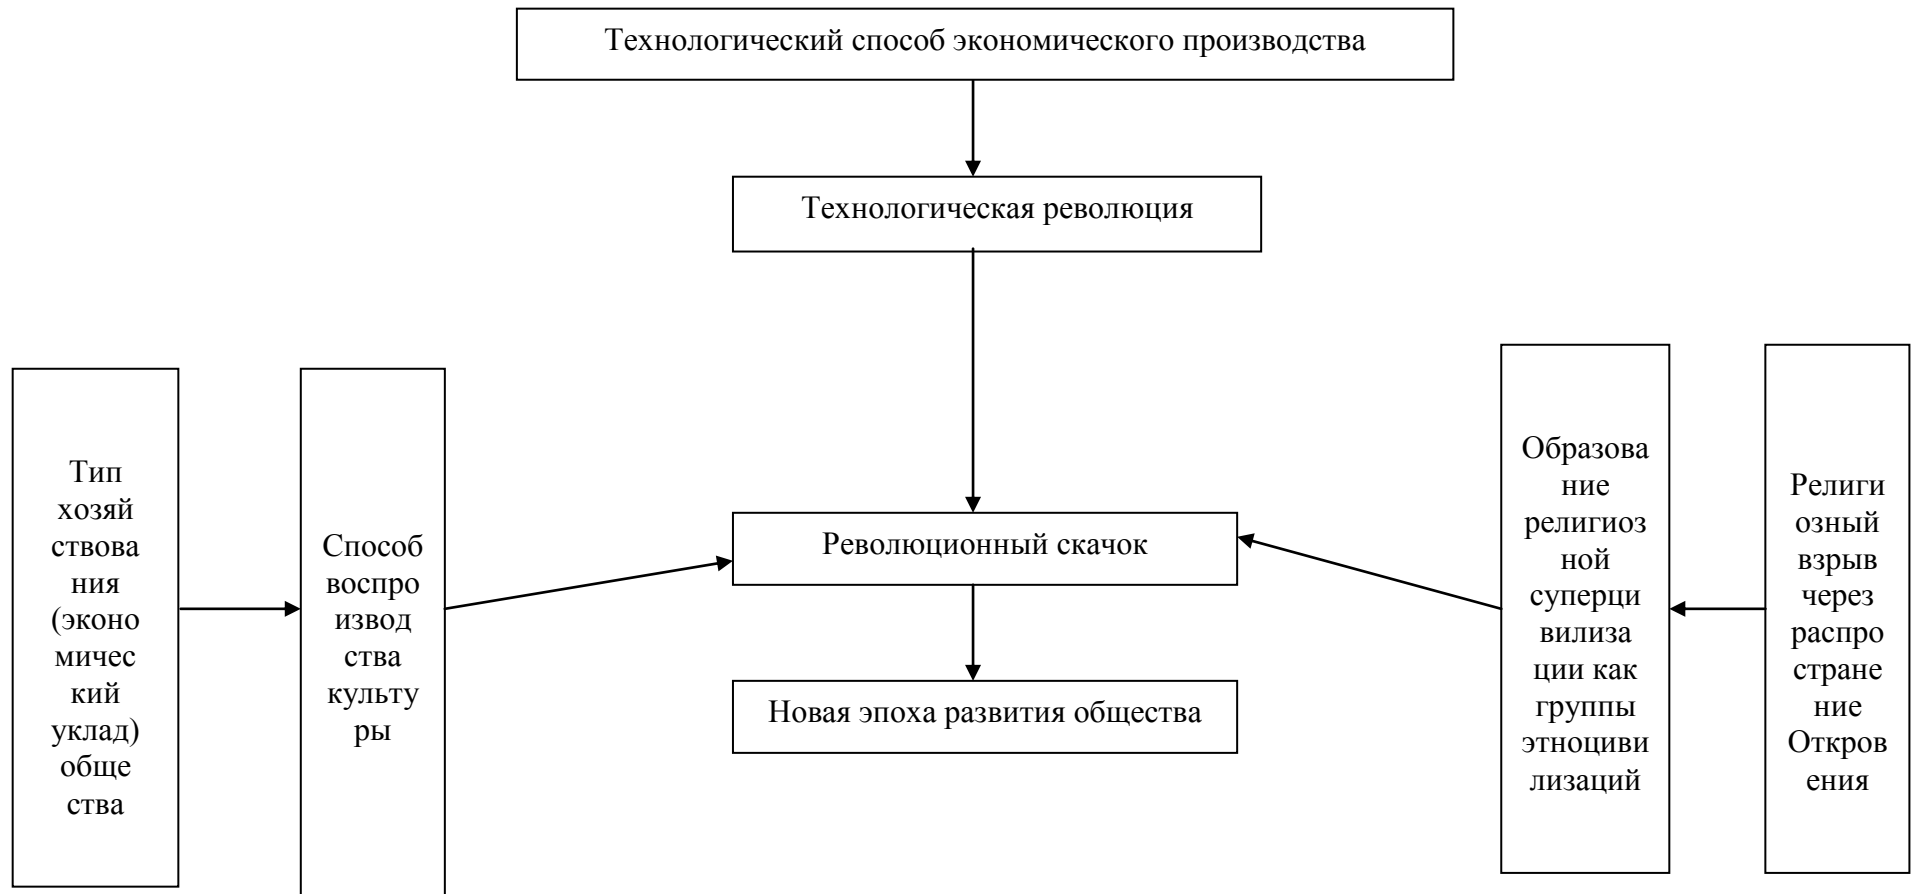 Технологический способ экономического производства
Технологическая революция
Тип
хозяй
ствова
ния
(эконо
мичес
кий
уклад)
обще
ства
Способ
воспро
извод
ства
культу
ры
Революционный скачок
Новая эпоха развития общества
Образова
ние
религиоз
ной
суперци
вилиза
ции как
группы
этноциви
лизаций
Религи
озный
взрыв
через
распро
стране
ние
Откров
ения